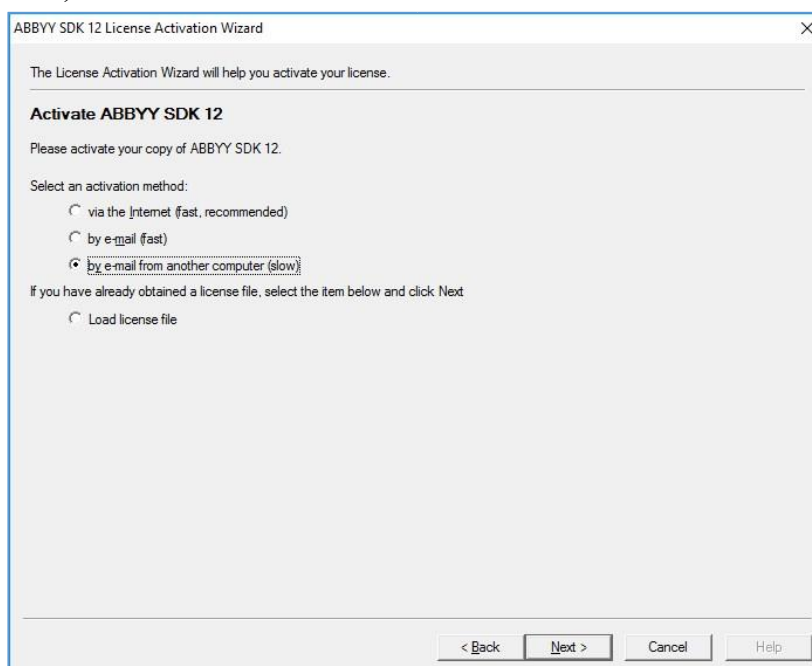 ABBYY SDK 12 License Activation Wizard
The License Activation Wizard will help you activate your license.
Activate ABBYY SDK 12
Please activate your copy of ABBYY SDK 12.
Select an activation method:
via the Internet (fast, recommended)
by e-mail (fast)
by e-mail from another computer (slow)
If you have already obtained a license file, select the item below and click Next
Load license file
< Back Next > Cancel Help